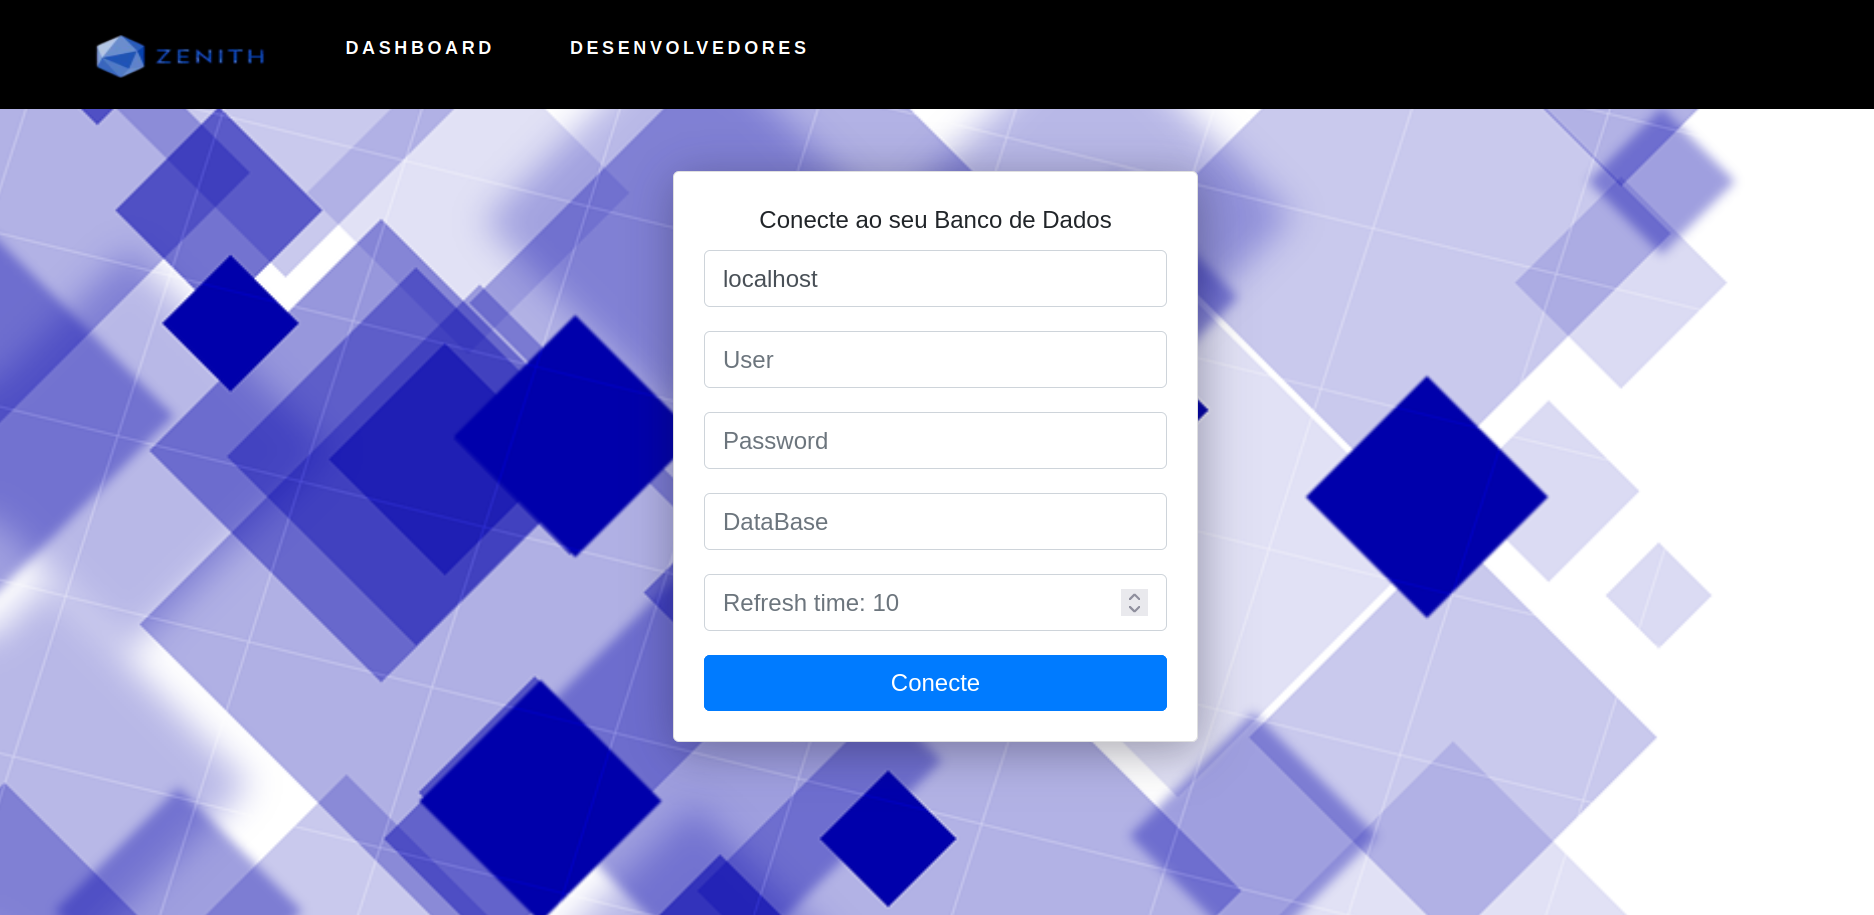 ZENITH
DASHBOARD
DESENVOLVEDORES
Conecte ao seu Banco de Dados
localhost
User
Password
DataBase
Refresh time: 10
Conecte